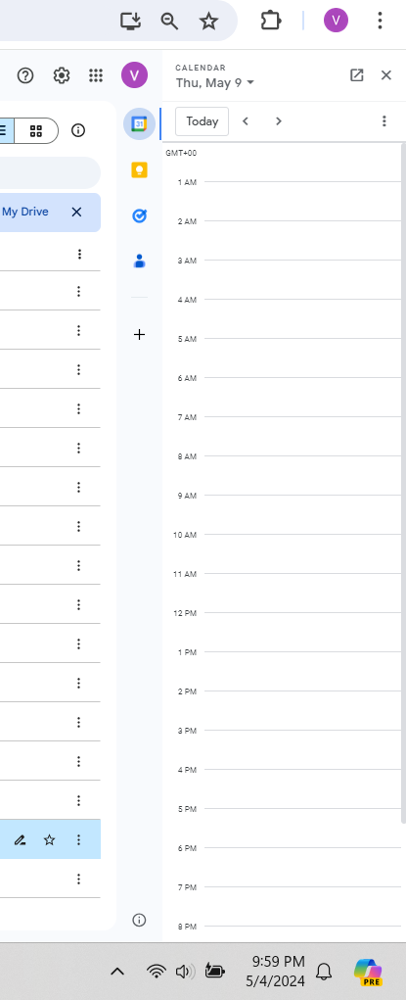 V
V
CALENDAR
Thu, May 9
31
Today
GMT+00
My Drive
1 AM
2 AM
3 AM
4 AM
5 AM
6 AM
7 AM
8 AM
9 AM
10 AM
11 AM
12 PM
1 PM
2 PM
3 PM
4 PM
5 PM
6 PM
7 PM
8 PM
9:59 PM
5/4/2024
PRE